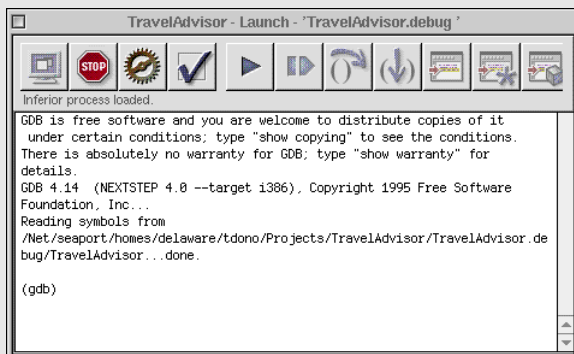 TravelAdvisor - Launch - 'TravelAdvisor.debug '
STOP
Inferior process loaded.
GDB is free software and you are welcome to distribute copies of it
under certain conditions; type "show copying" to see the conditions.
There is absolutely no warranty for GDB; type "show warranty" for
details.
GDB 4.14 (NEXTSTEP 4.0 --target i386), Copyright 1995 Free Software
Foundation, Inc...
Reading symbols from
/Net/seaport/homes/delaware/tdono/Projects/TravelAdvisor/TravelAdvisor.de
bug/TravelAdvisor...done.
(gdb)